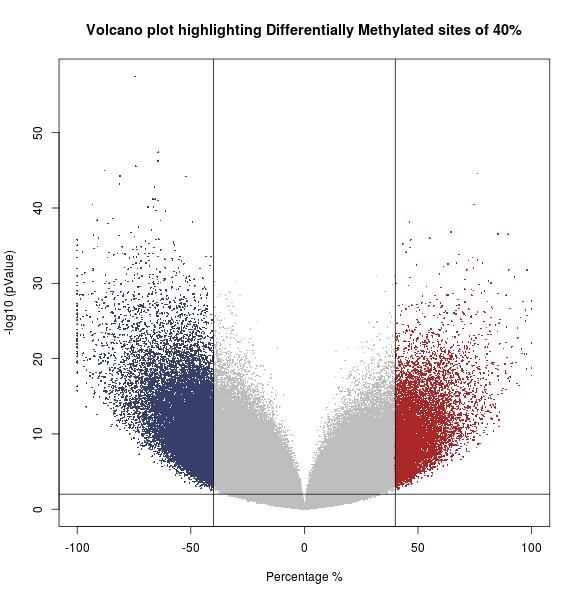 Volcano plot highlighting Differentially Methylated sites of 40%
50
40
30
20
10
0
-log10 (pValue)
-100 -50 0 50 100
Percentage %